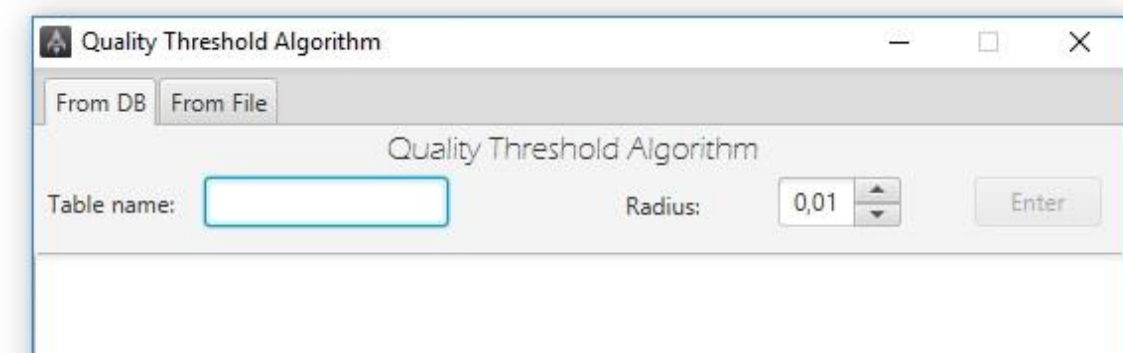 Quality Threshold Algorithm
From DB From File
Quality Threshold Algorithm
Table name: Radius: 0,01 Enter